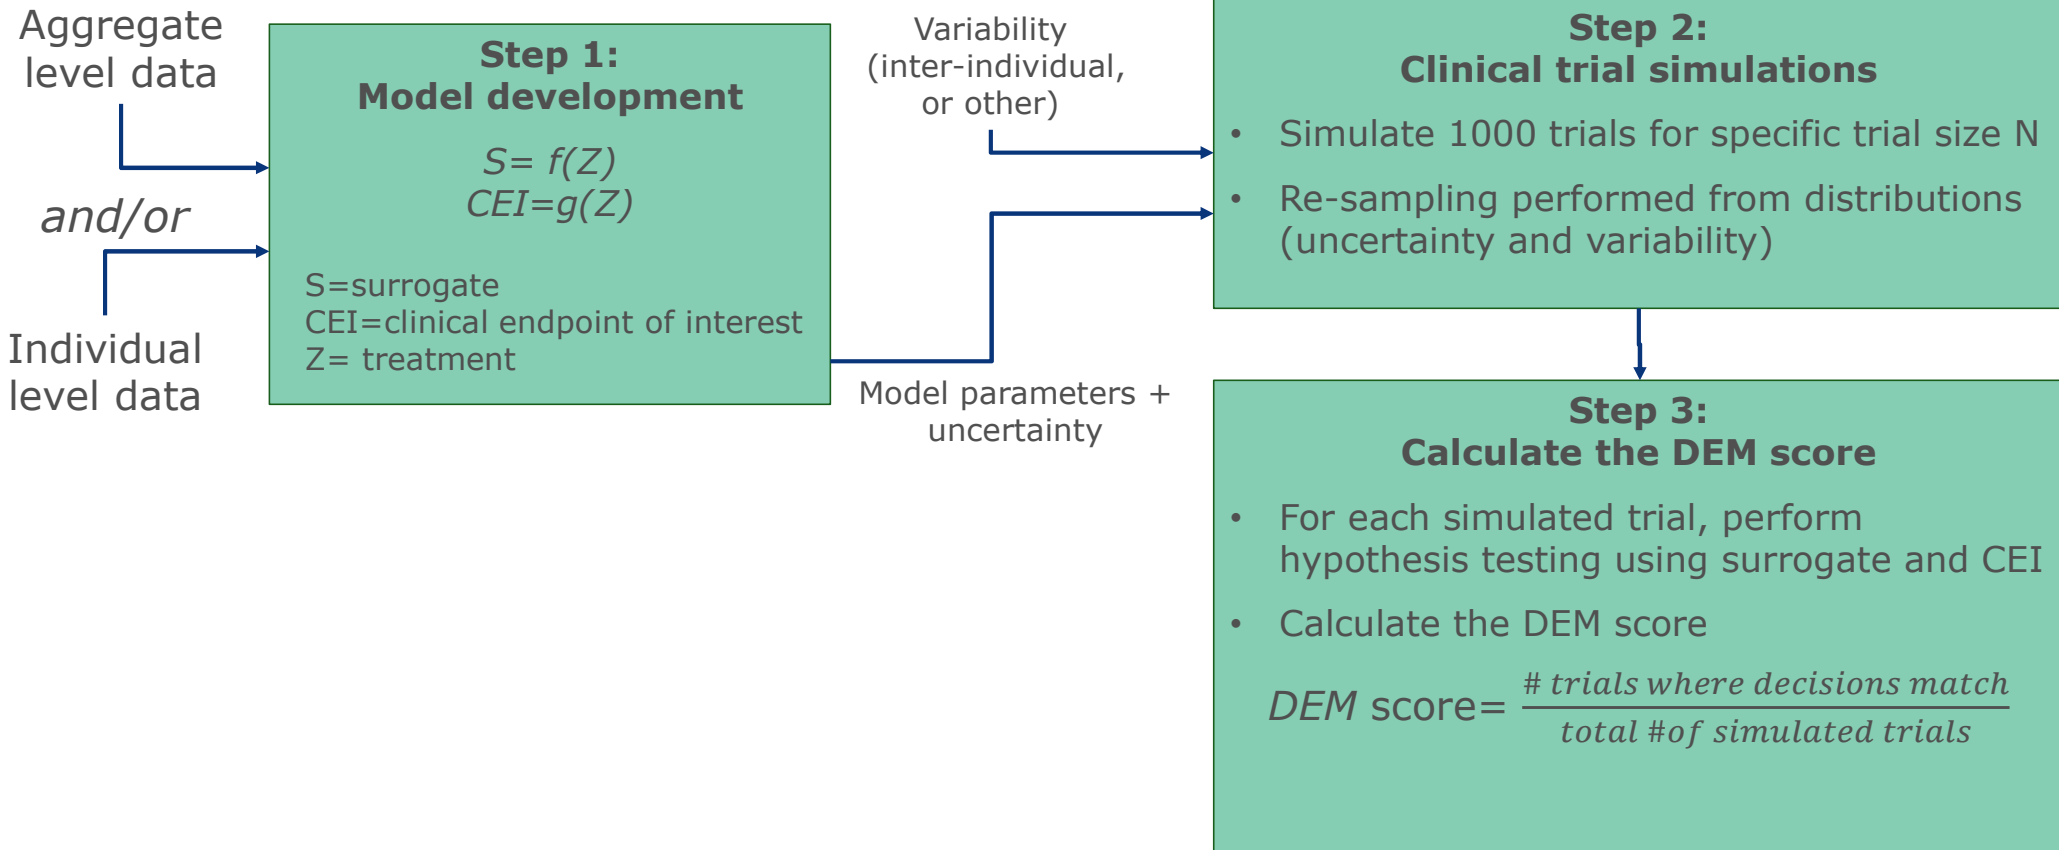 Aggregate
level data
and/or
Individual
level data
Step 1:
Model development
S= f(Z)
CEI=g(Z)
S=surrogate
CEI=clinical endpoint of interest
Z= treatment
Variability
(inter-individual,
or other)
Model parameters +
uncertainty
Step 2:
Clinical trial simulations
• Simulate 1000 trials for specific trial size N
• Re-sampling performed from distributions
(uncertainty and variability)
Step 3:
Calculate the DEM score
• For each simulated trial, perform
hypothesis testing using surrogate and CEI
• Calculate the DEM score
DEM score= # trials where decisions match
total #of simulated trials